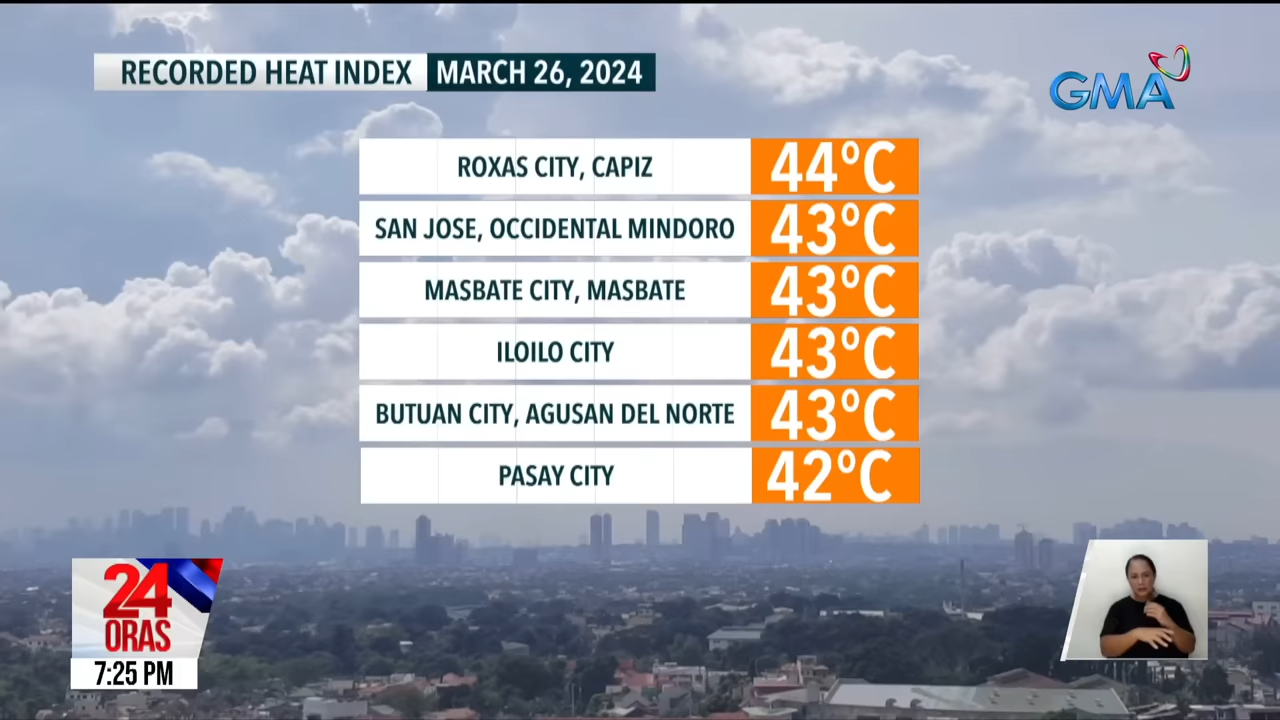 RECORDED HEAT INDEX MARCH 26, 2024
GMA
ROXAS CITY, CAPIZ 44°C
SAN JOSE, OCCIDENTAL MINDORO 43°C
MASBATE CITY, MASBATE 43°C
ILOILO CITY 43°C
BUTUAN CITY, AGUSAN DEL NORTE 43°C
PASAY CITY 42°C
24
ORAS
7:25 PM